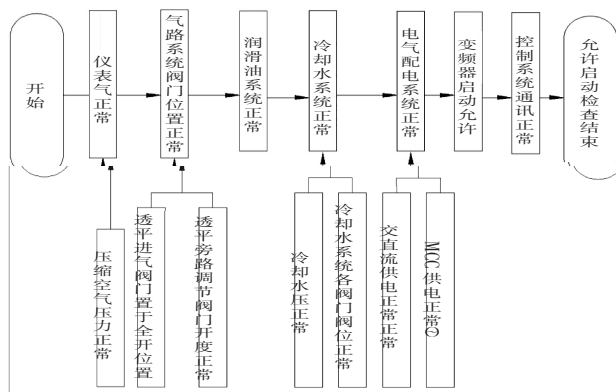 开始
仪表气正常
气路系统阀门位置正常
润滑油系统正常
冷却水系统正常
电气配电系统正常
变频器启动允许
控制系统通讯正常
允许启动检查结束
压缩空气压力正常
透平进气阀门置于全开位置
透平旁路调节阀门开度正常
冷却水压正常
冷却水系统各阀门阀位正常
交直流供电正常正常
MCC供电正常()